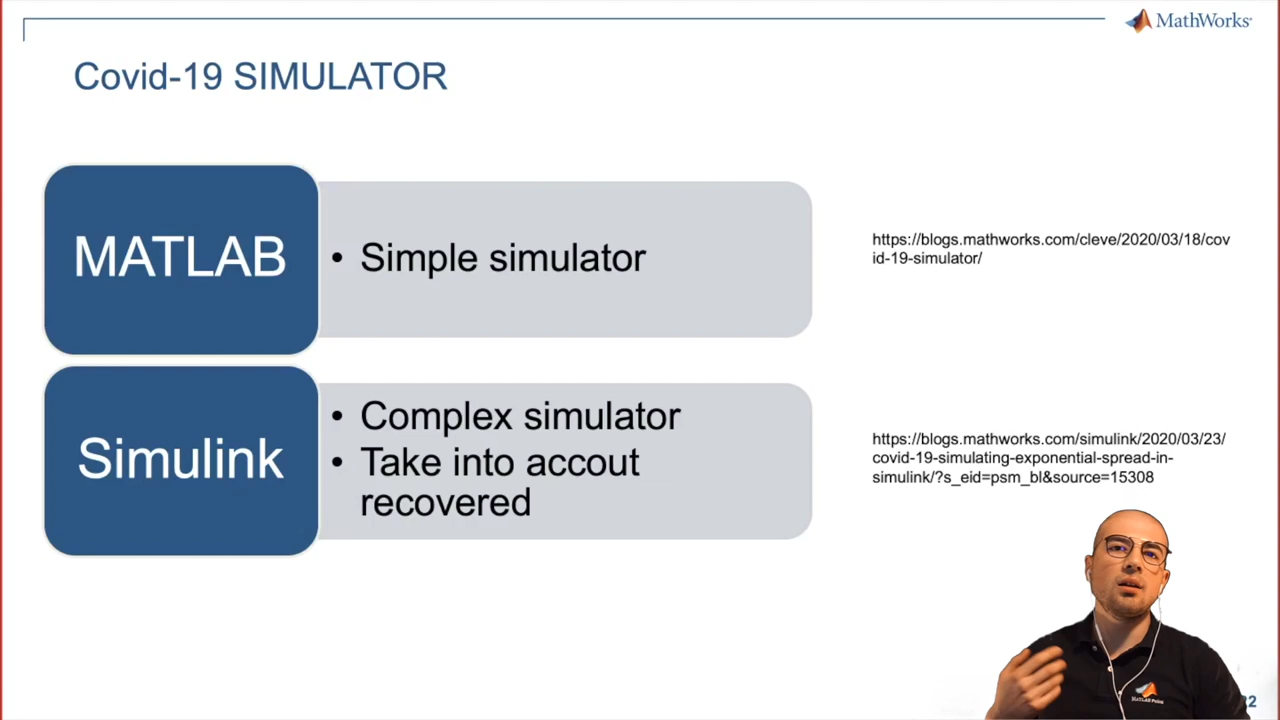 MathWorks
Covid-19 SIMULATOR
MATLAB
• Simple simulator
https://blogs.mathworks.com/cleve/2020/03/18/cov
id-19-simulator/
Simulink
• Complex simulator
• Take into accout
recovered
https://blogs.mathworks.com/simulink/2020/03/23/
covid-19-simulating-exponential-spread-in-
simulink/?s_eid=psm_bl&source=15308